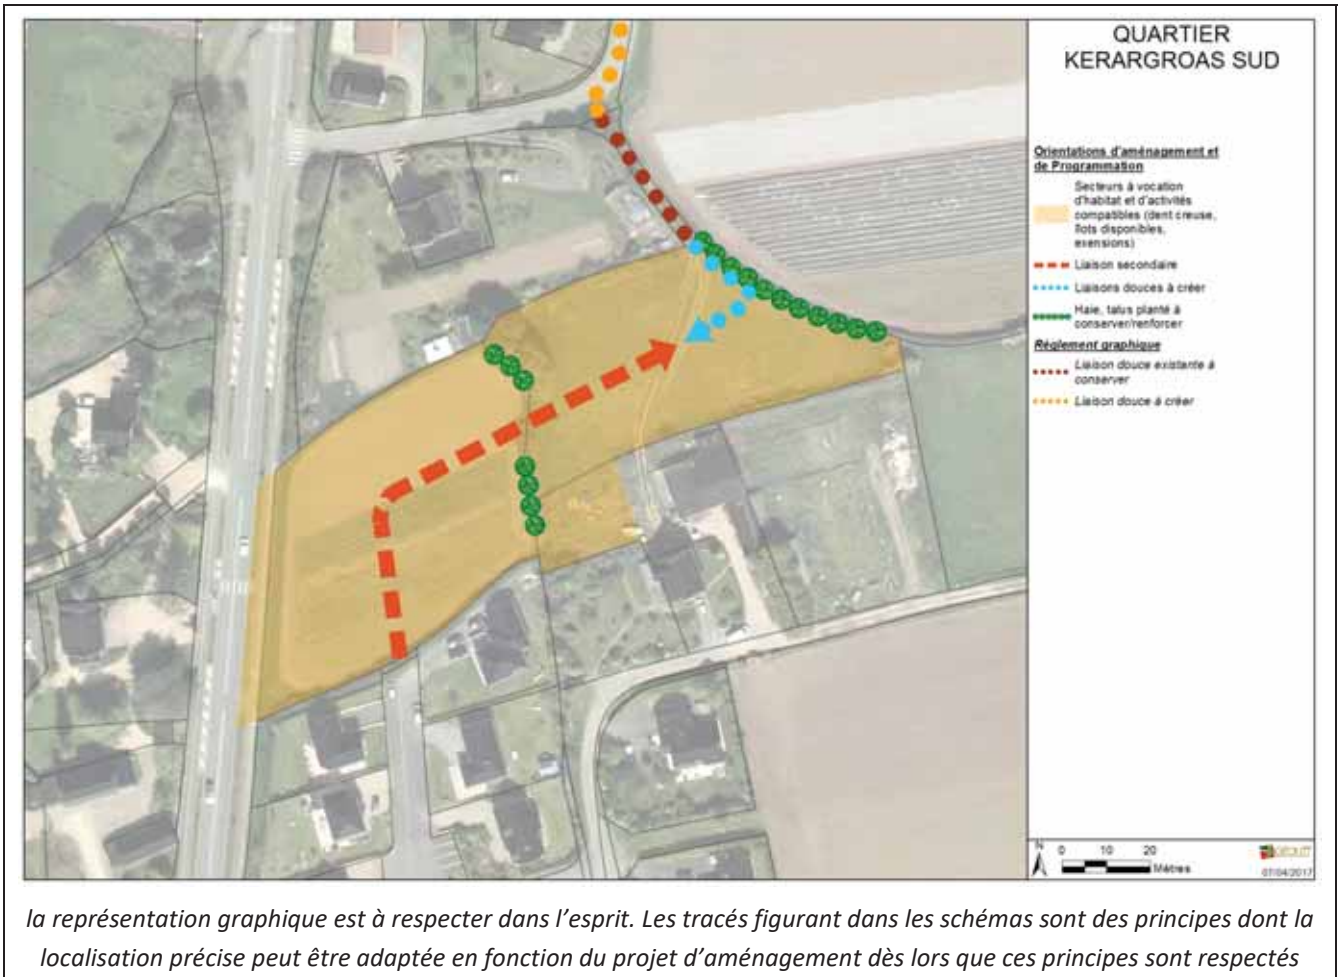 QUARTIER
KERARGROAS SUD
Orientations d'aménagement et
de Programmation
Secteurs à vocation
d'habitat et d'activités
compatibles (dent creuse,
îlots disponibles,
exensions)
Liaison secondaire
Liaisons douces à créer
Haie, talus planté à
conserver/renforcer
Réglement graphique
Liaison douce existante à
conserver
Liaison douce à créer
N
0 10 20
Mètres
07/04/2017
la représentation graphique est à respecter dans l'esprit. Les tracés figurant dans les schémas sont des principes dont la
localisation précise peut être adaptée en fonction du projet d'aménagement dès lors que ces principes sont respectés